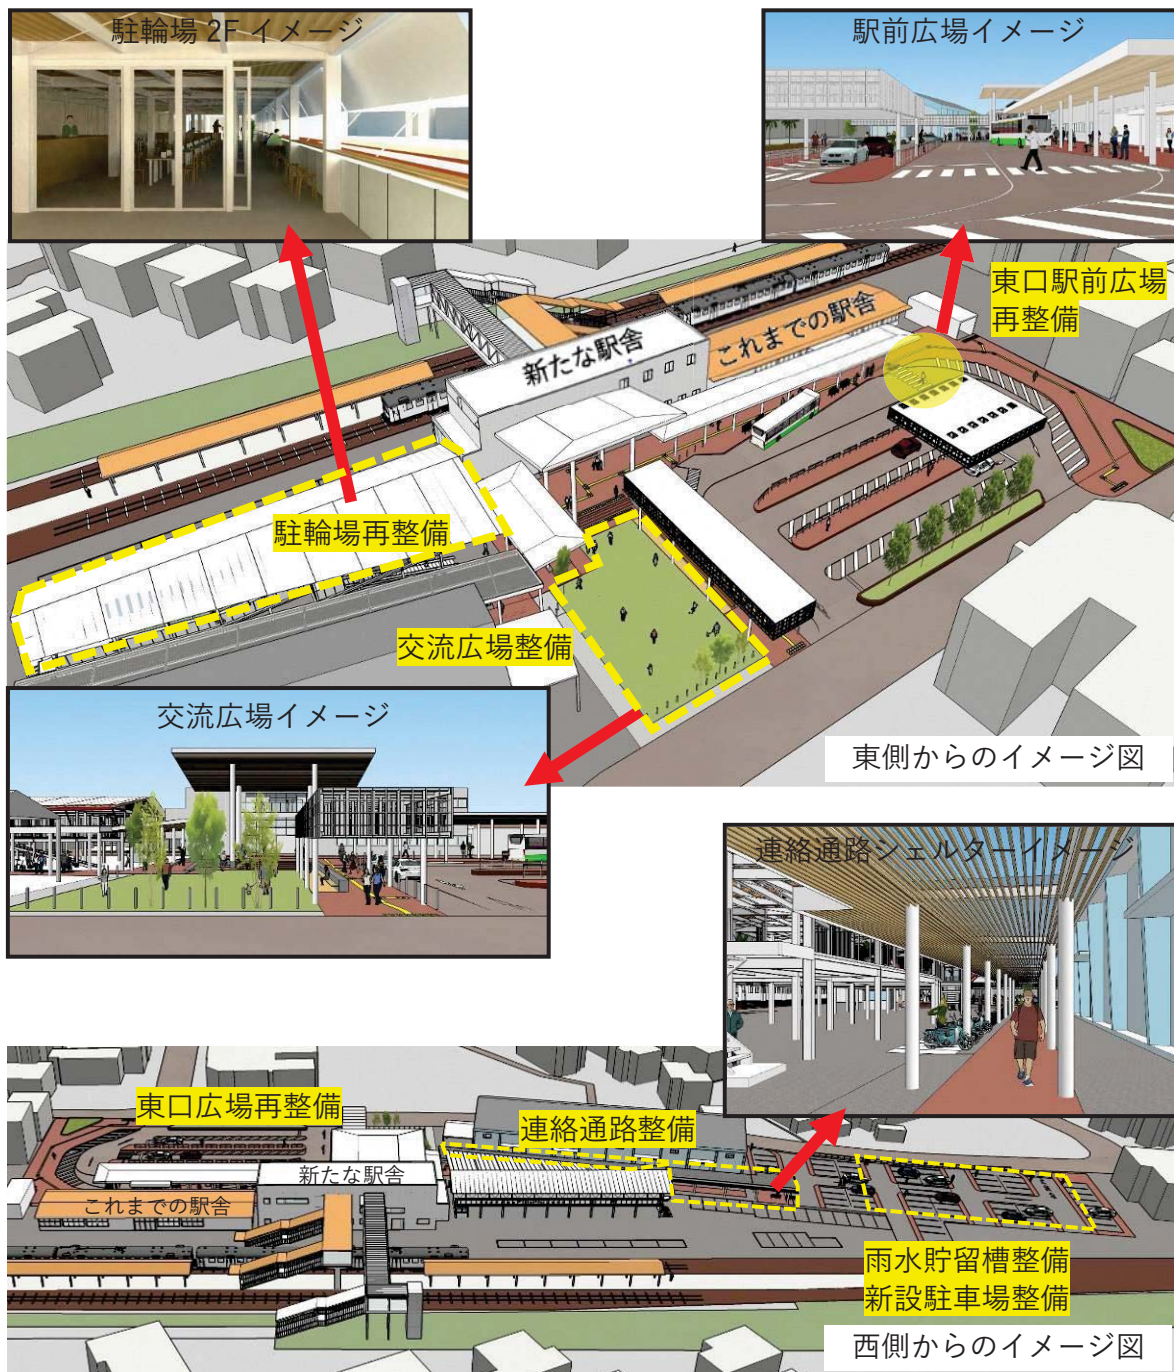 駐輪場 2F イメージ
駅前広場イメージ
東口駅前広場
再整備
新たな駅舎
これまでの駅舎
駐輪場再整備
交流広場整備
交流広場イメージ
東側からのイメージ図
連絡通路シェルターイメージ
東口広場再整備
連絡通路整備
新たな駅舎
これまでの駅舎
雨水貯留槽整備
新設駐車場整備
西側からのイメージ図